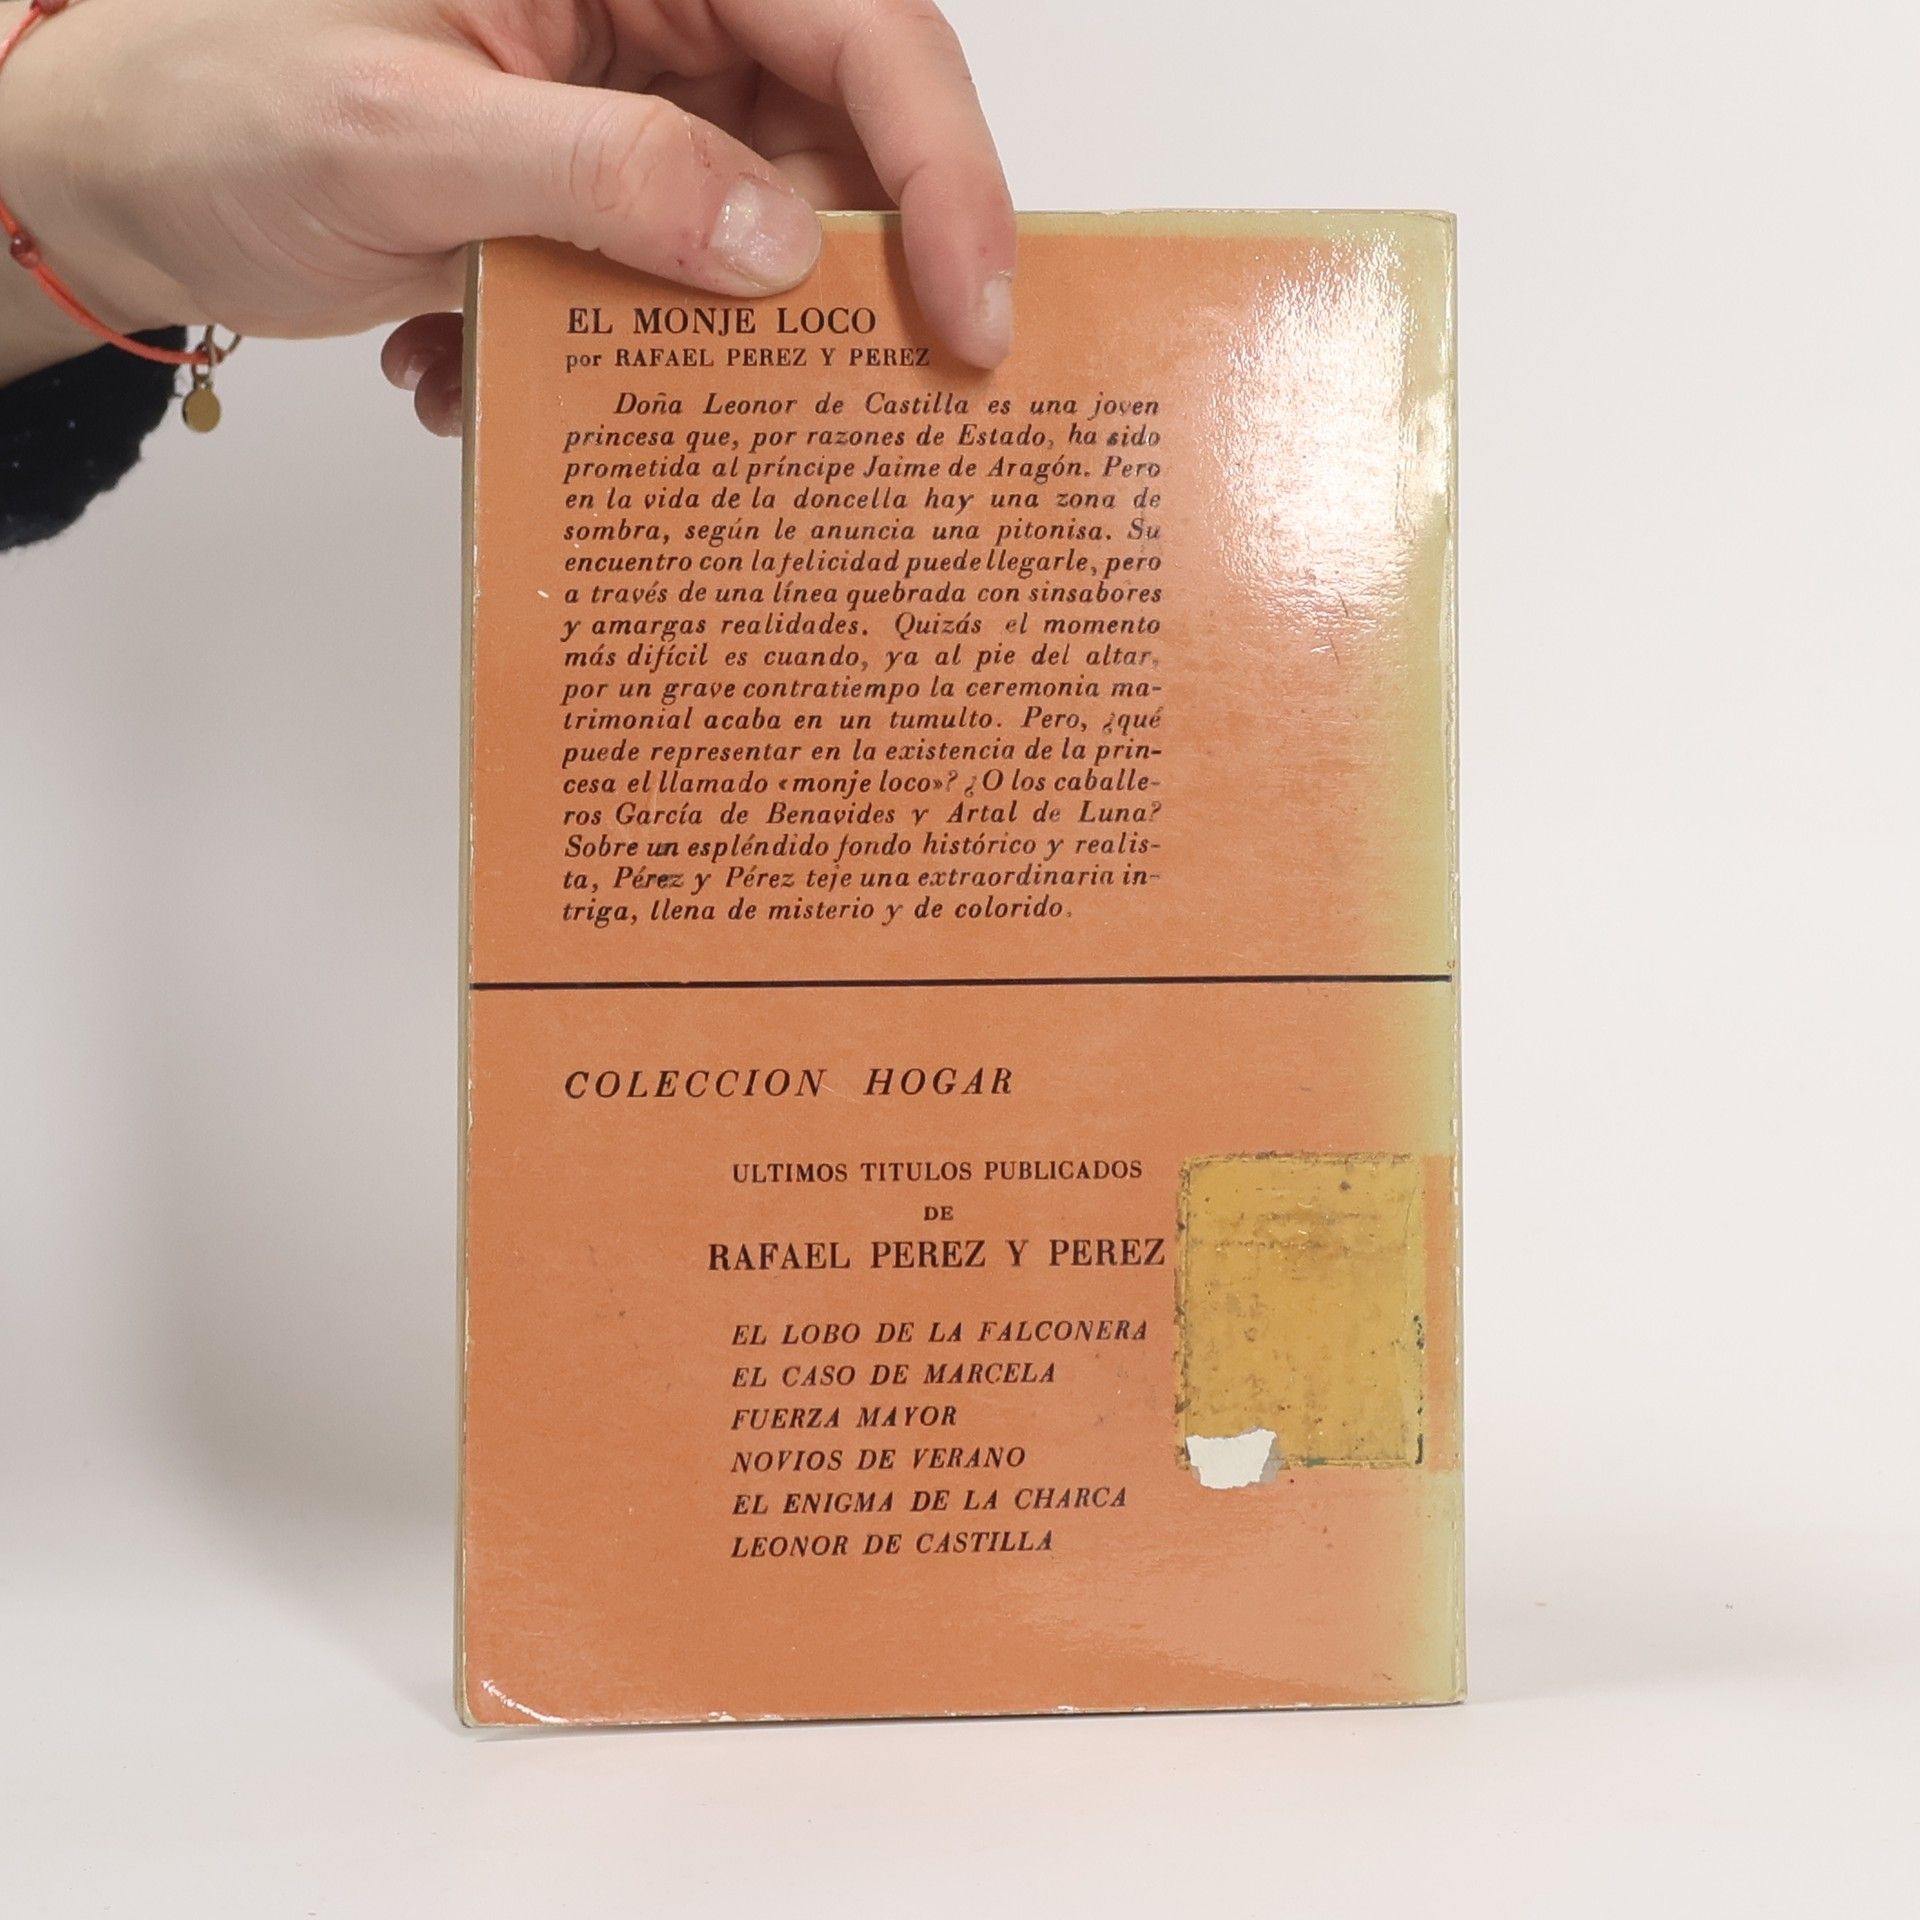 EL MONJE LOCO
por RAFAEL PEREZ Y PEREZ
Doña Leonor de Castilla es una joven
princesa que, por razones de Estado, ha sido
prometida al príncipe Jaime de Aragón. Pero
en la vida de la doncella hay una zona de
sombra, según le anuncia una pitonisa. Su
encuentro con la felicidad puede llegarle, pero
a través de una línea quebrada con sinsabores
y amargas realidades. Quizás el momento
más difícil es cuando, ya al pie del altar,
por un grave contratiempo la ceremonia ma-
trimonial acaba en un tumulto. Pero, ¿qué
puede representar en la existencia de la prin-
cesa el llamado «monje loco»? ¿O los caballe-
ros García de Benavides y Artal de Luna?
Sobre un espléndido fondo histórico y realis-
ta, Pérez y Pérez teje una extraordinaria in-
triga, llena de misterio y de colorido.
COLECCION HOGAR
ULTIMOS TITULOS PUBLICADOS
DE
RAFAEL PEREZ Y PEREZ
EL LOBO DE LA FALCONERA
EL CASO DE MARCELA
FUERZA MAYOR
NOVIOS DE VERANO
EL ENIGMA DE LA CHARCA
LEONOR DE CASTILLA